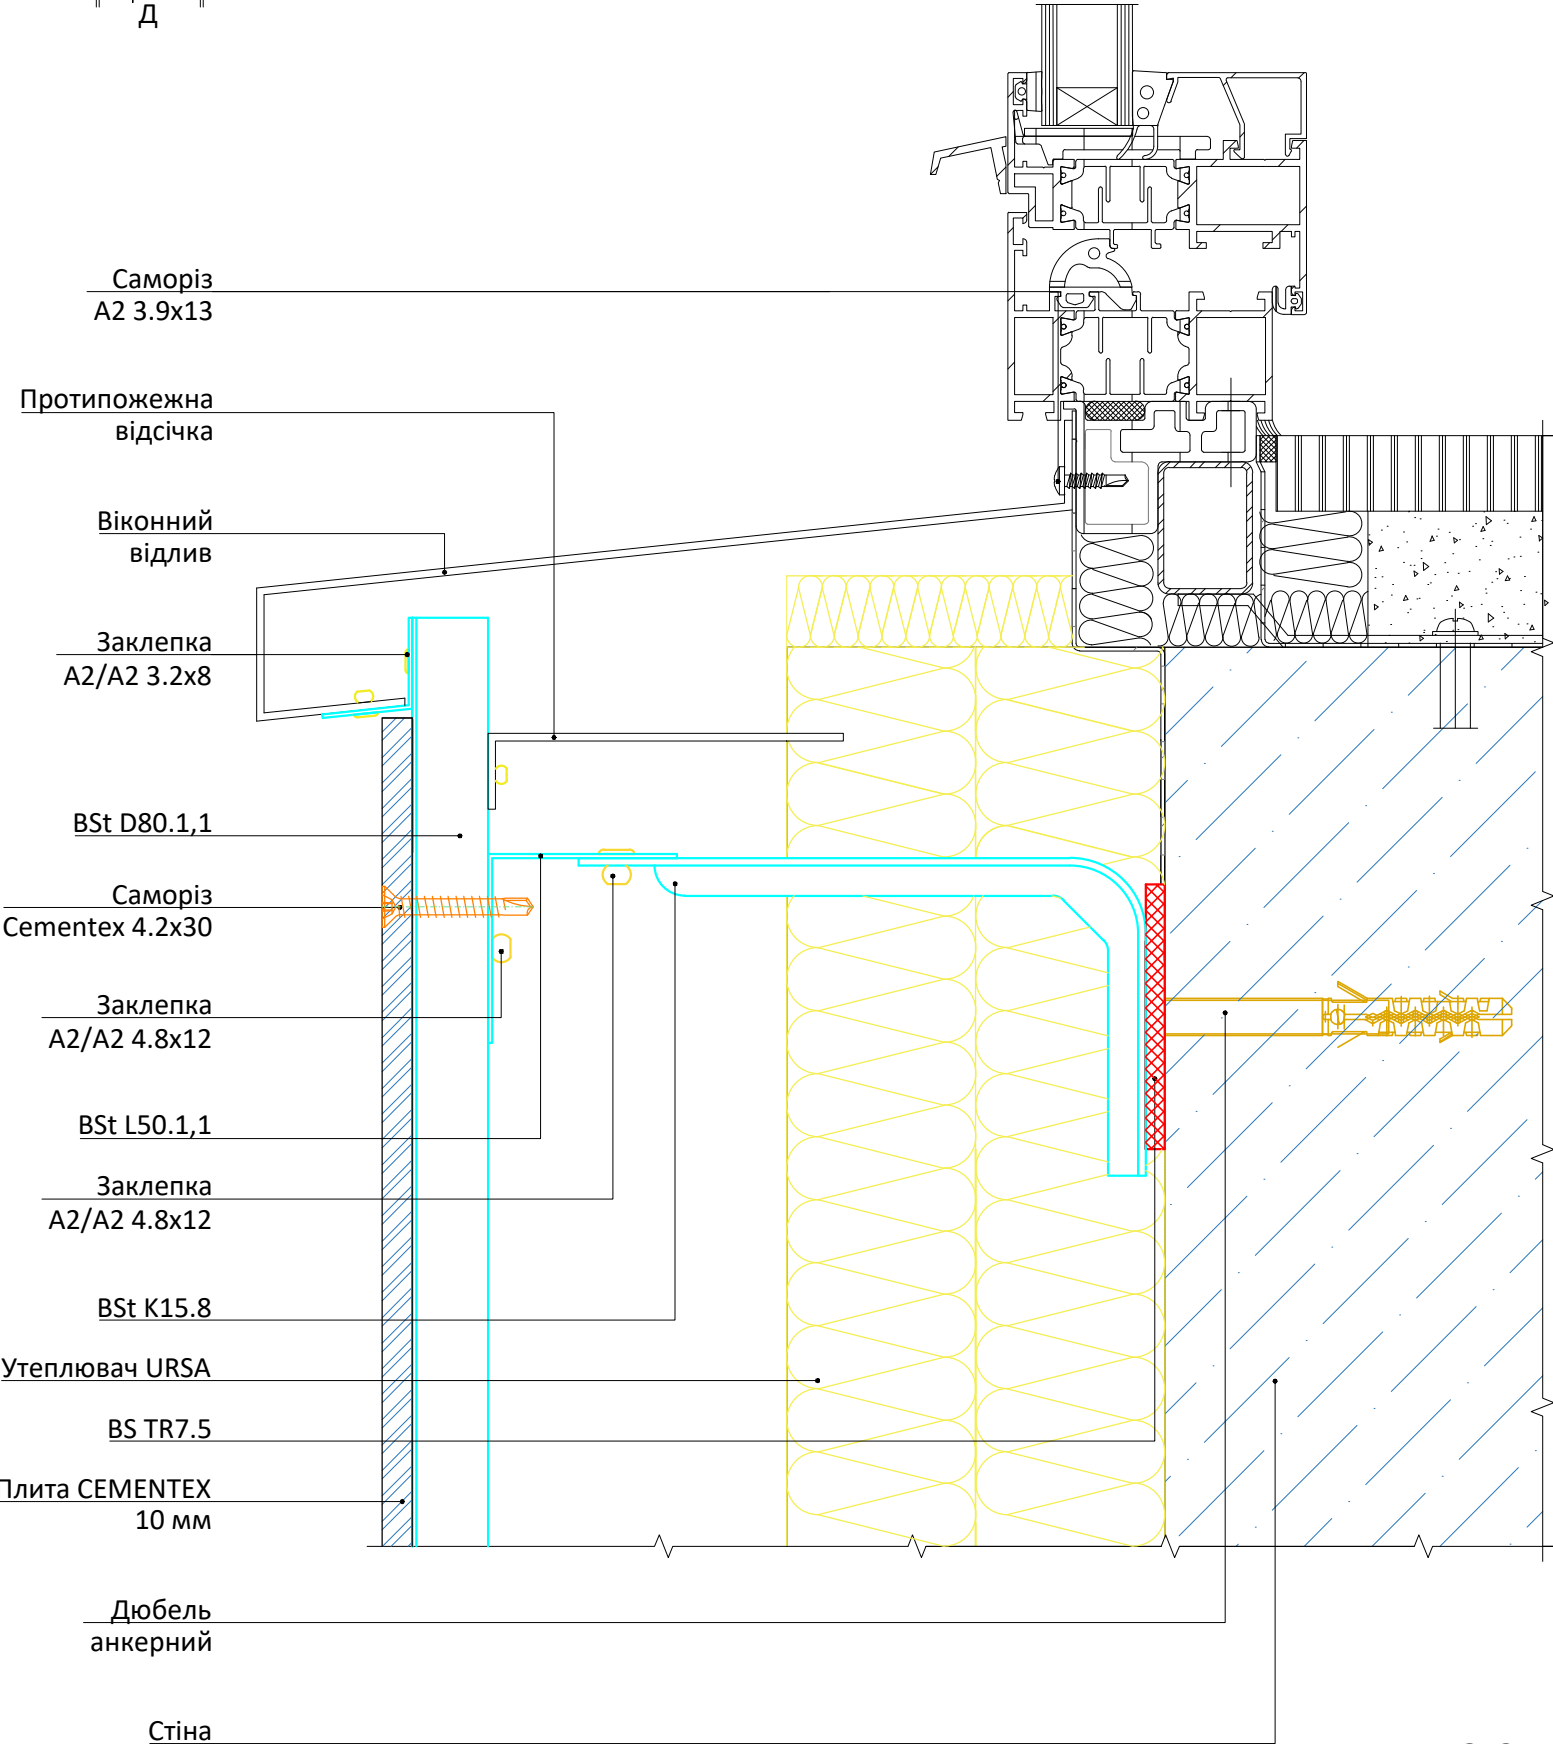 Д
Саморіз
А2 3.9х13
Протипожежна
відсічка
Віконний
відлив
Заклепка
А2/А2 3.2х8
BSt D80.1,1
Саморіз
Cementex 4.2х30
Заклепка
А2/А2 4.8х12
BSt L50.1,1
Заклепка
А2/А2 4.8х12
BSt K15.8
Утеплювач URSA
BS TR7.5
Плита CEMENTEX
10 мм
Дюбель
анкерний
Стіна